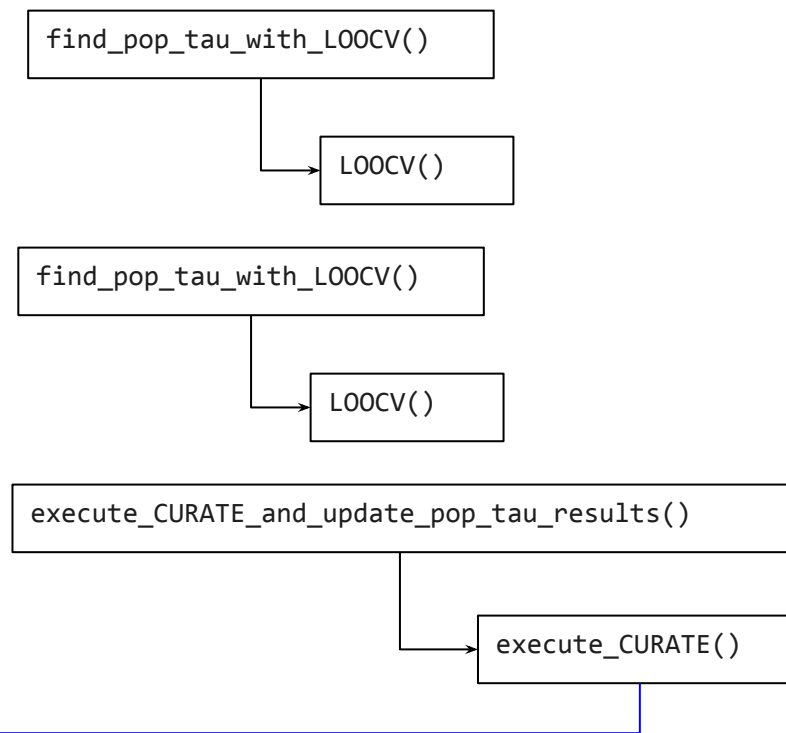 find_pop_tau_with_LOOCV()
LOOCV()
find_pop_tau_with_LOOCV()
LOOCV()
execute_CURATE_and_update_pop_tau_results()
execute_CURATE()